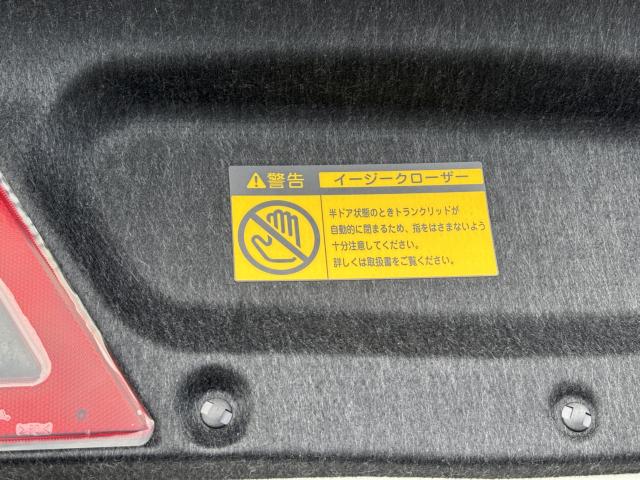 警告
イージークローザー
半ドア状態のときトランクリッドが
自動的に閉まるため、指をはさまないよう
十分注意してください。
詳しくは取扱書をご覧ください。